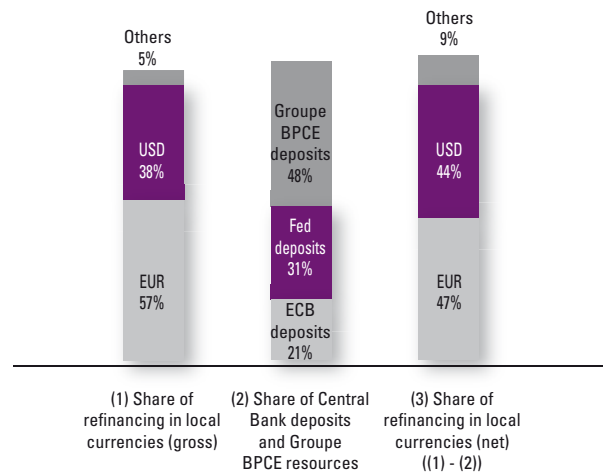 Others
5%
USD
38%
EUR
57%
Groupe
BPCE
deposits
48%
Fed
deposits
31%
ECB
deposits
21%
Others
9%
USD
44%
EUR
47%
(1) Share of
refinancing in local
currencies (gross)
(2) Share of Central
Bank deposits
and Groupe
BPCE resources
(3) Share of
refinancing in local
currencies (net)
((1) - (2))